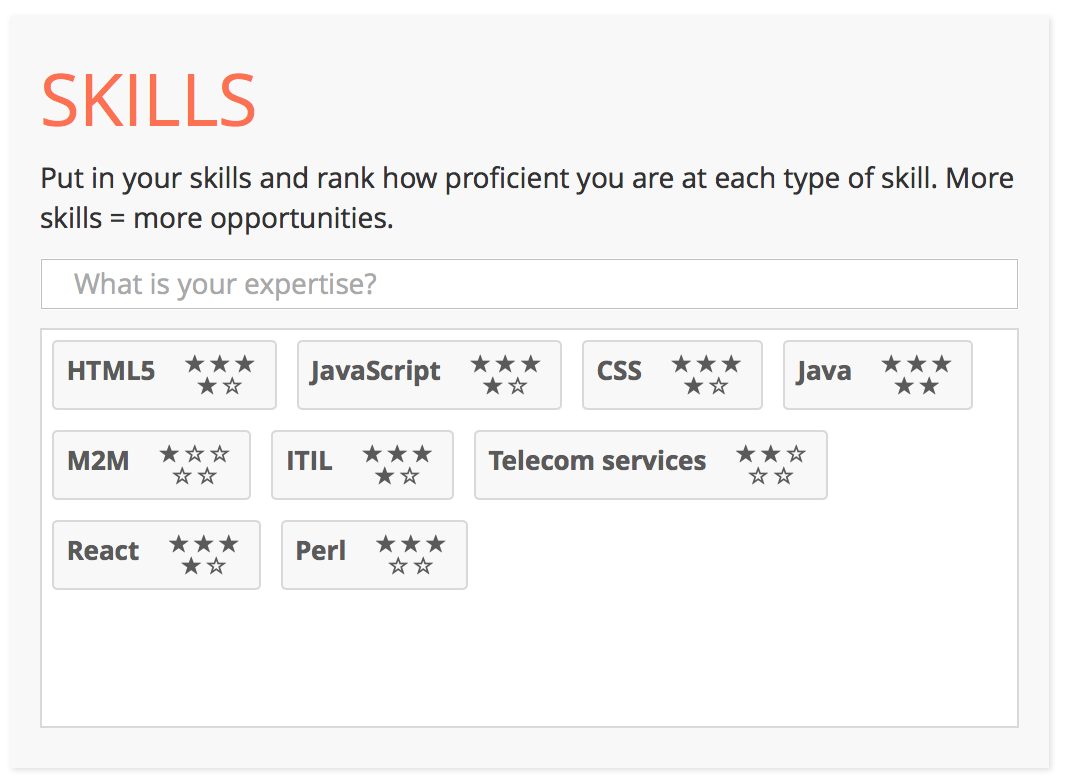 SKILLS
Put in your skills and rank how proficient you are at each type of skill. More
skills = more opportunities.
What is your expertise?
HTML5 JavaScript CSS Java
M2M ITIL Telecom services
React Perl